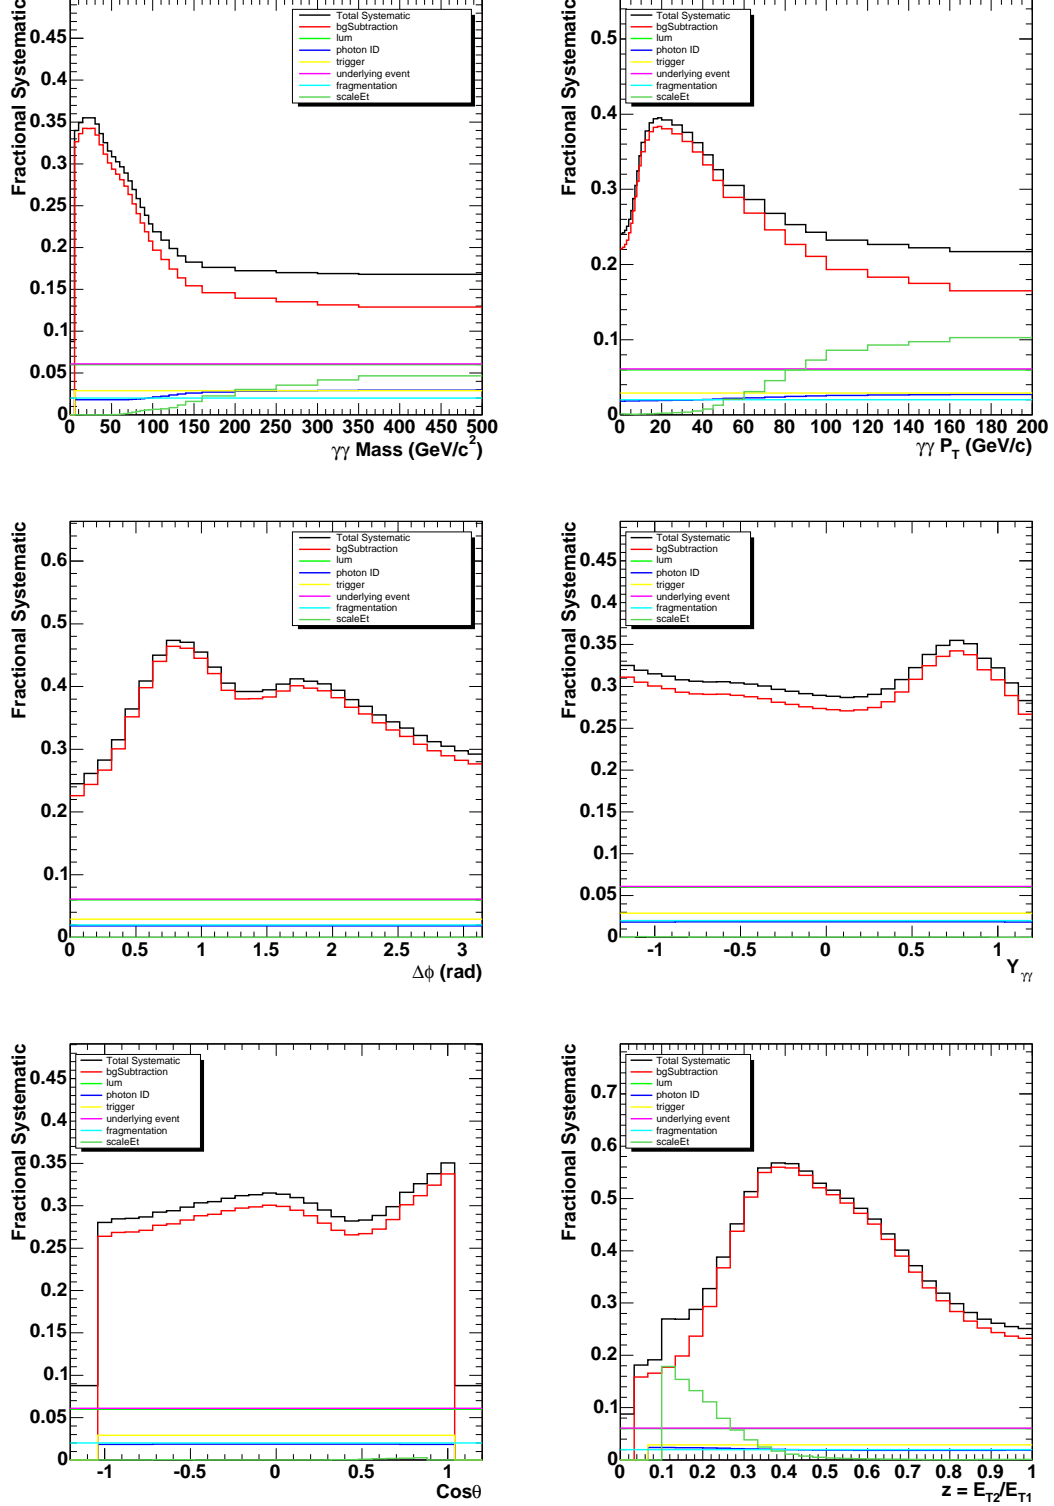 Fractional Systematic
0.45
0.4
0.35
0.3
0.25
0.2
0.15
0.1
0.05
0
Total Systematic
bgSubtraction
lum
photon ID
trigger
underlying event
fragmentation
scaleEt
0 50 100 150 200 250 300 350 400 450 500
γγ Mass (GeV/c²)
Fractional Systematic
0.5
0.4
0.3
0.2
0.1
0
Total Systematic
bgSubtraction
lum
photon ID
trigger
underlying event
fragmentation
scaleEt
0 20 40 60 80 100 120 140 160 180 200
γγ P_T (GeV/c)
Fractional Systematic
0.6
0.5
0.4
0.3
0.2
0.1
0
Total Systematic
bgSubtraction
lum
photon ID
trigger
underlying event
fragmentation
scaleEt
0 0.5 1 1.5 2 2.5 3
Δϕ (rad)
Fractional Systematic
0.45
0.4
0.35
0.3
0.25
0.2
0.15
0.1
0.05
0
Total Systematic
bgSubtraction
lum
photon ID
trigger
underlying event
fragmentation
scaleEt
-1 -0.5 0 0.5 1
Y_γγ
Fractional Systematic
0.45
0.4
0.35
0.3
0.25
0.2
0.15
0.1
0.05
0
Total Systematic
bgSubtraction
lum
photon ID
trigger
underlying event
fragmentation
scaleEt
-1 -0.5 0 0.5 1
Cosθ
Fractional Systematic
0.7
0.6
0.5
0.4
0.3
0.2
0.1
0
Total Systematic
bgSubtraction
lum
photon ID
trigger
underlying event
fragmentation
scaleEt
0 0.1 0.2 0.3 0.4 0.5 0.6 0.7 0.8 0.9 1
z = E_T2/E_T1